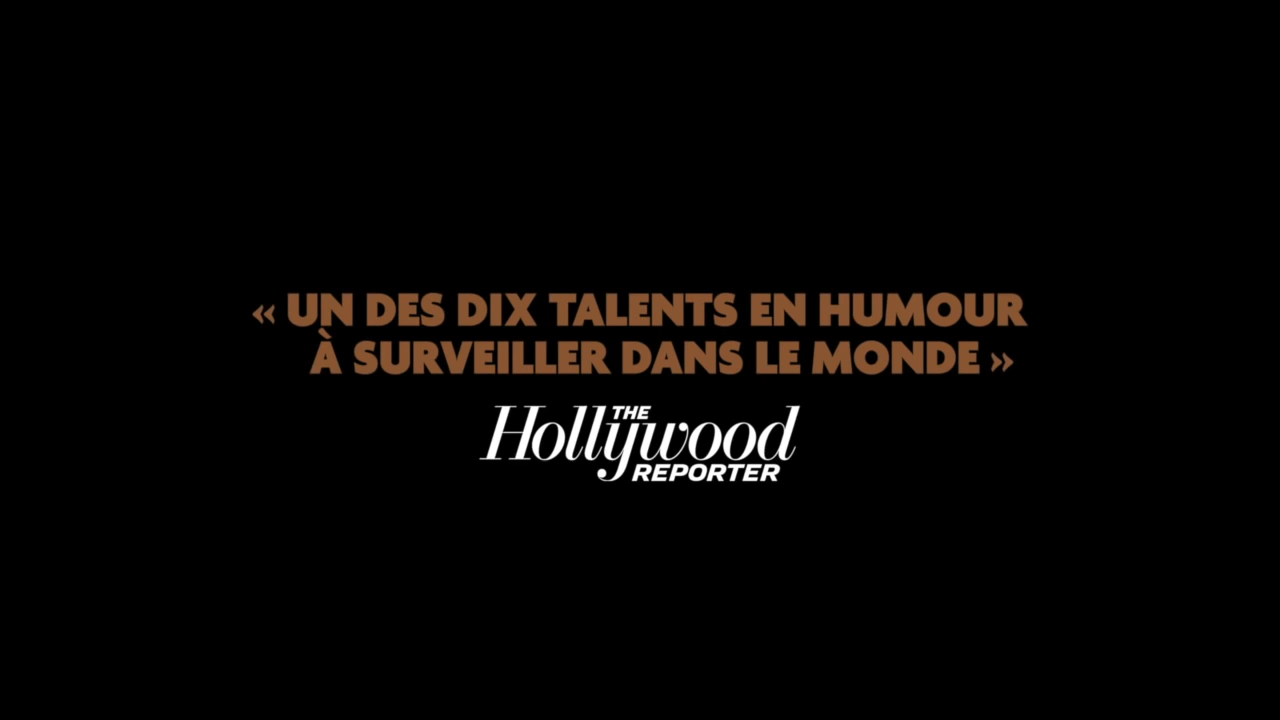 « UN DES DIX TALENTS EN HUMOUR
À SURVEILLER DANS LE MONDE »
THE
Hollywood
REPORTER